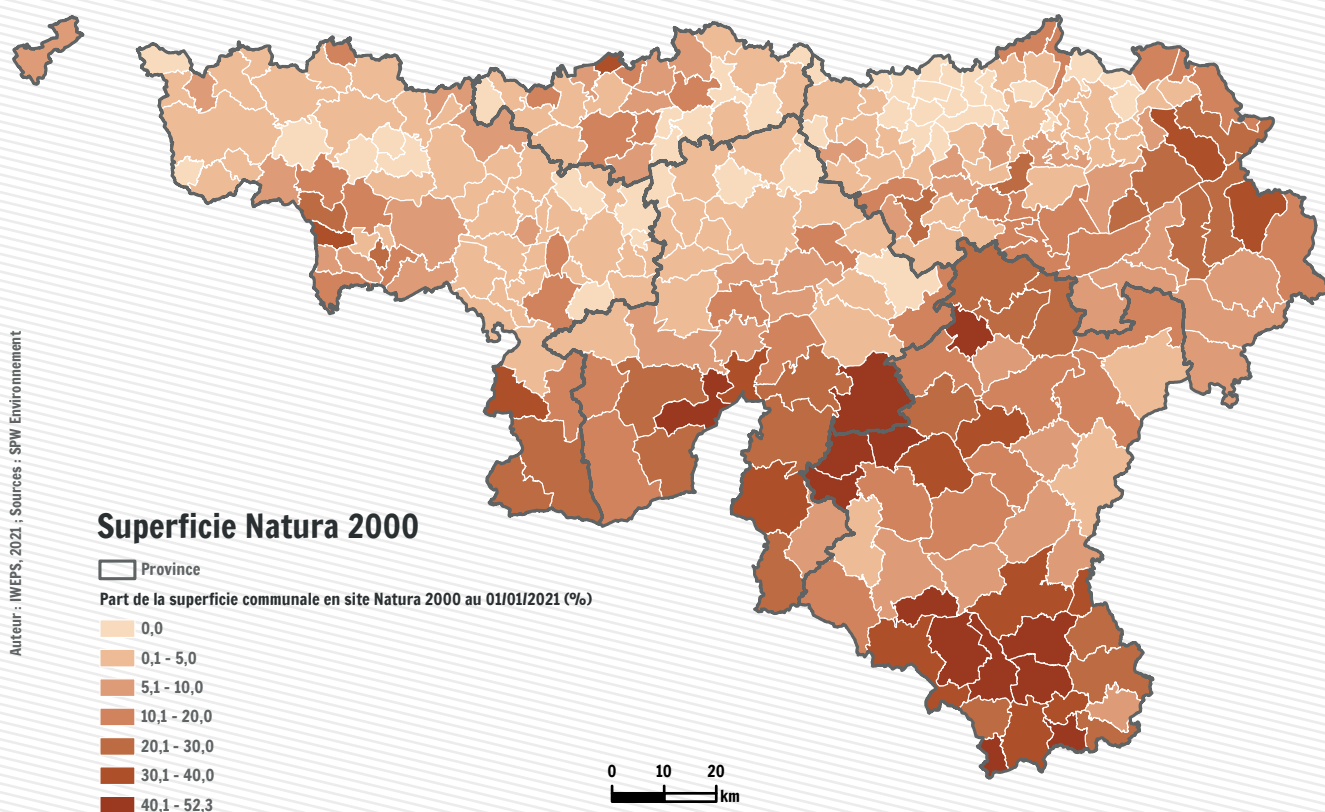 Auteur : IWEPS, 2021 ; Sources : SPW Environnement
Superficie Natura 2000
Province
Part de la superficie communale en site Natura 2000 au 01/01/2021 (%)
0,0
0,1 - 5,0
5,1 - 10,0
10,1 - 20,0
20,1 - 30,0
30,1 - 40,0
40,1 - 52,3
0 10 20
km